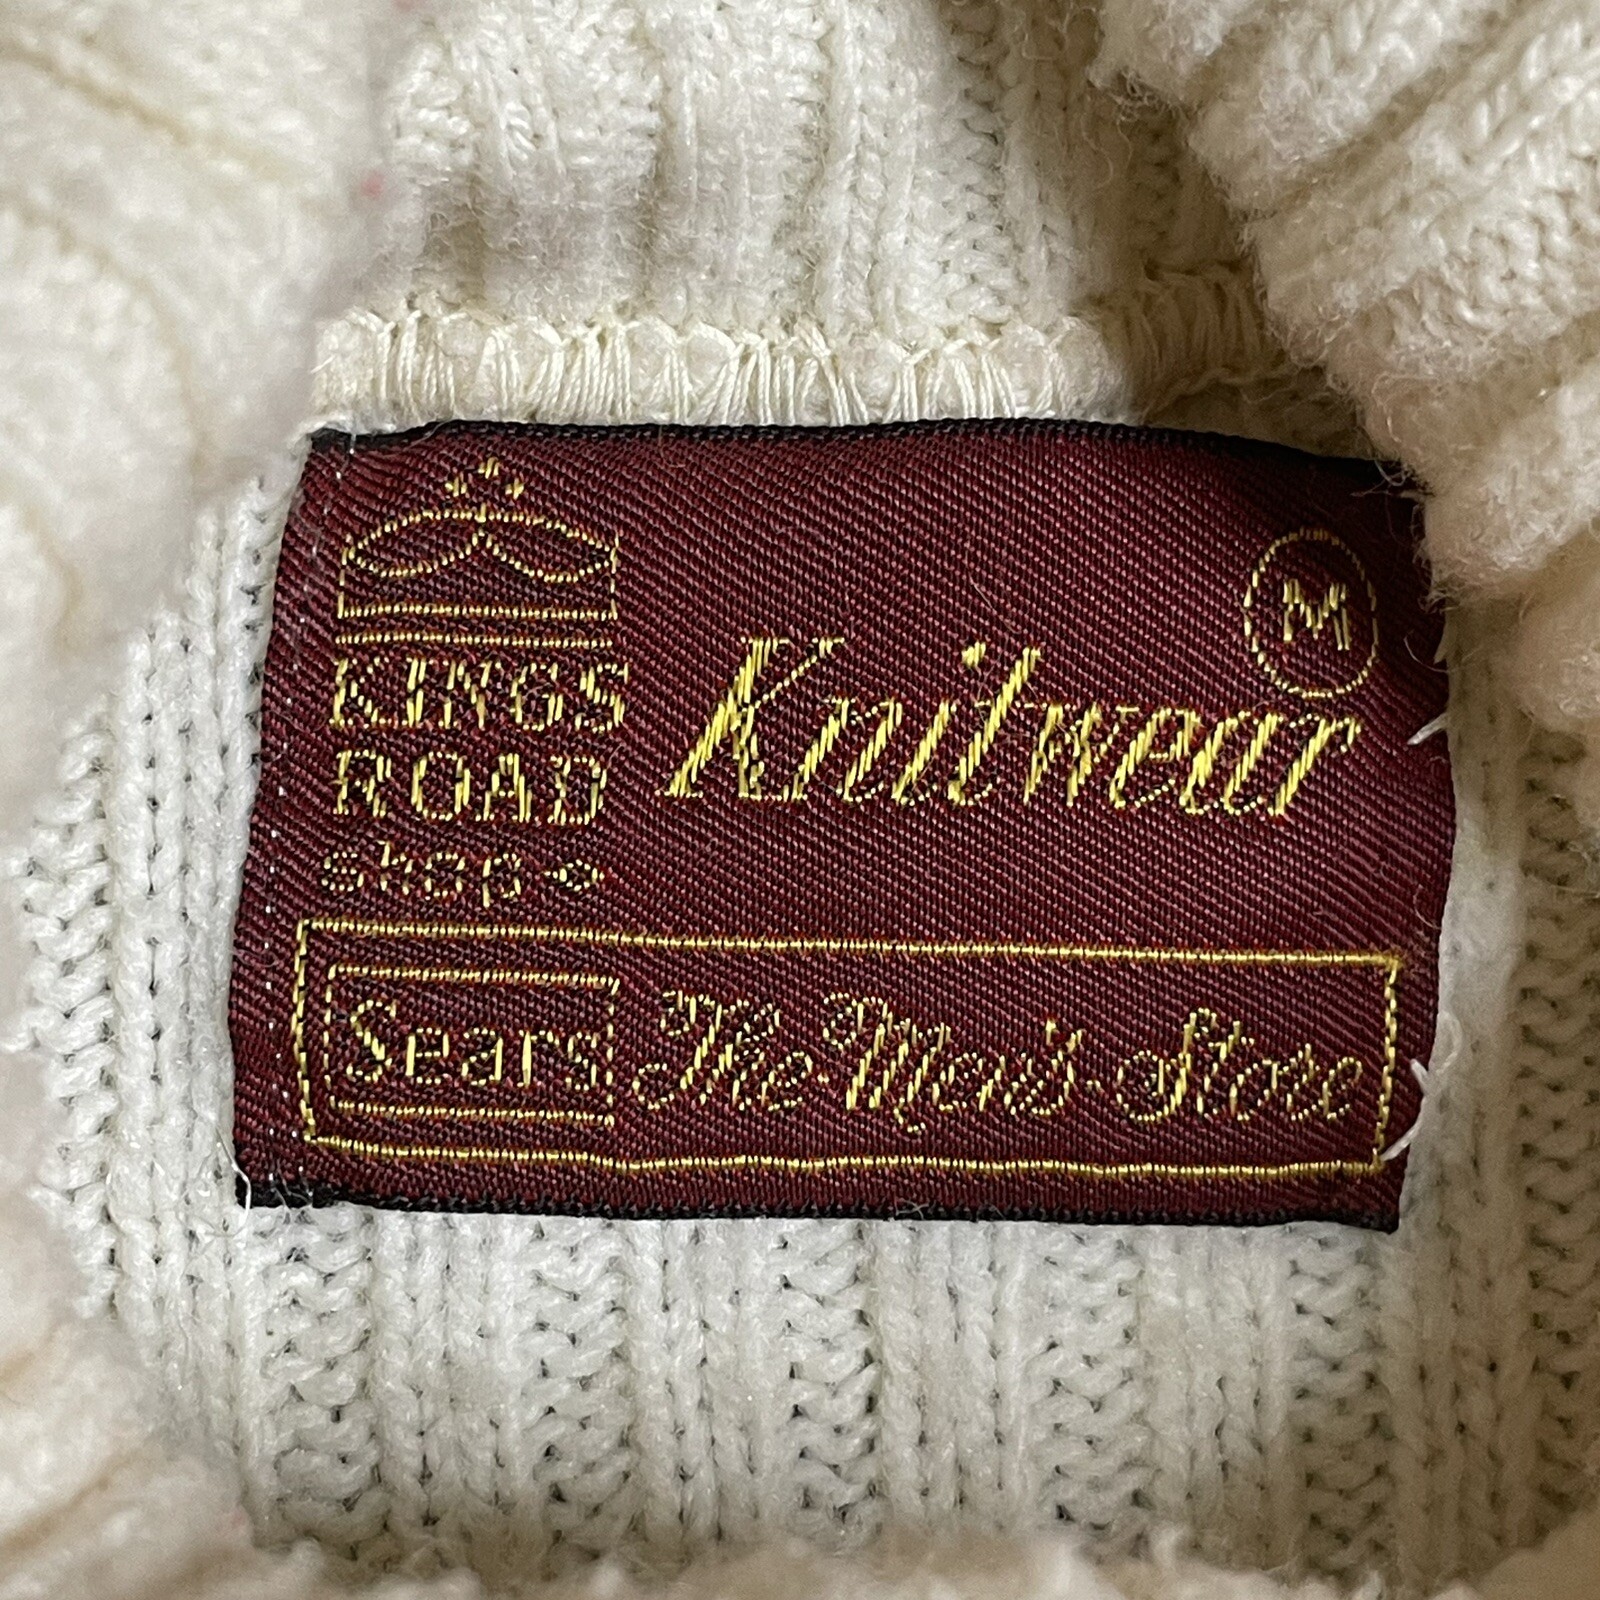 M
KINGS
ROAD
shop
Knitwear
Sears The Men's Store